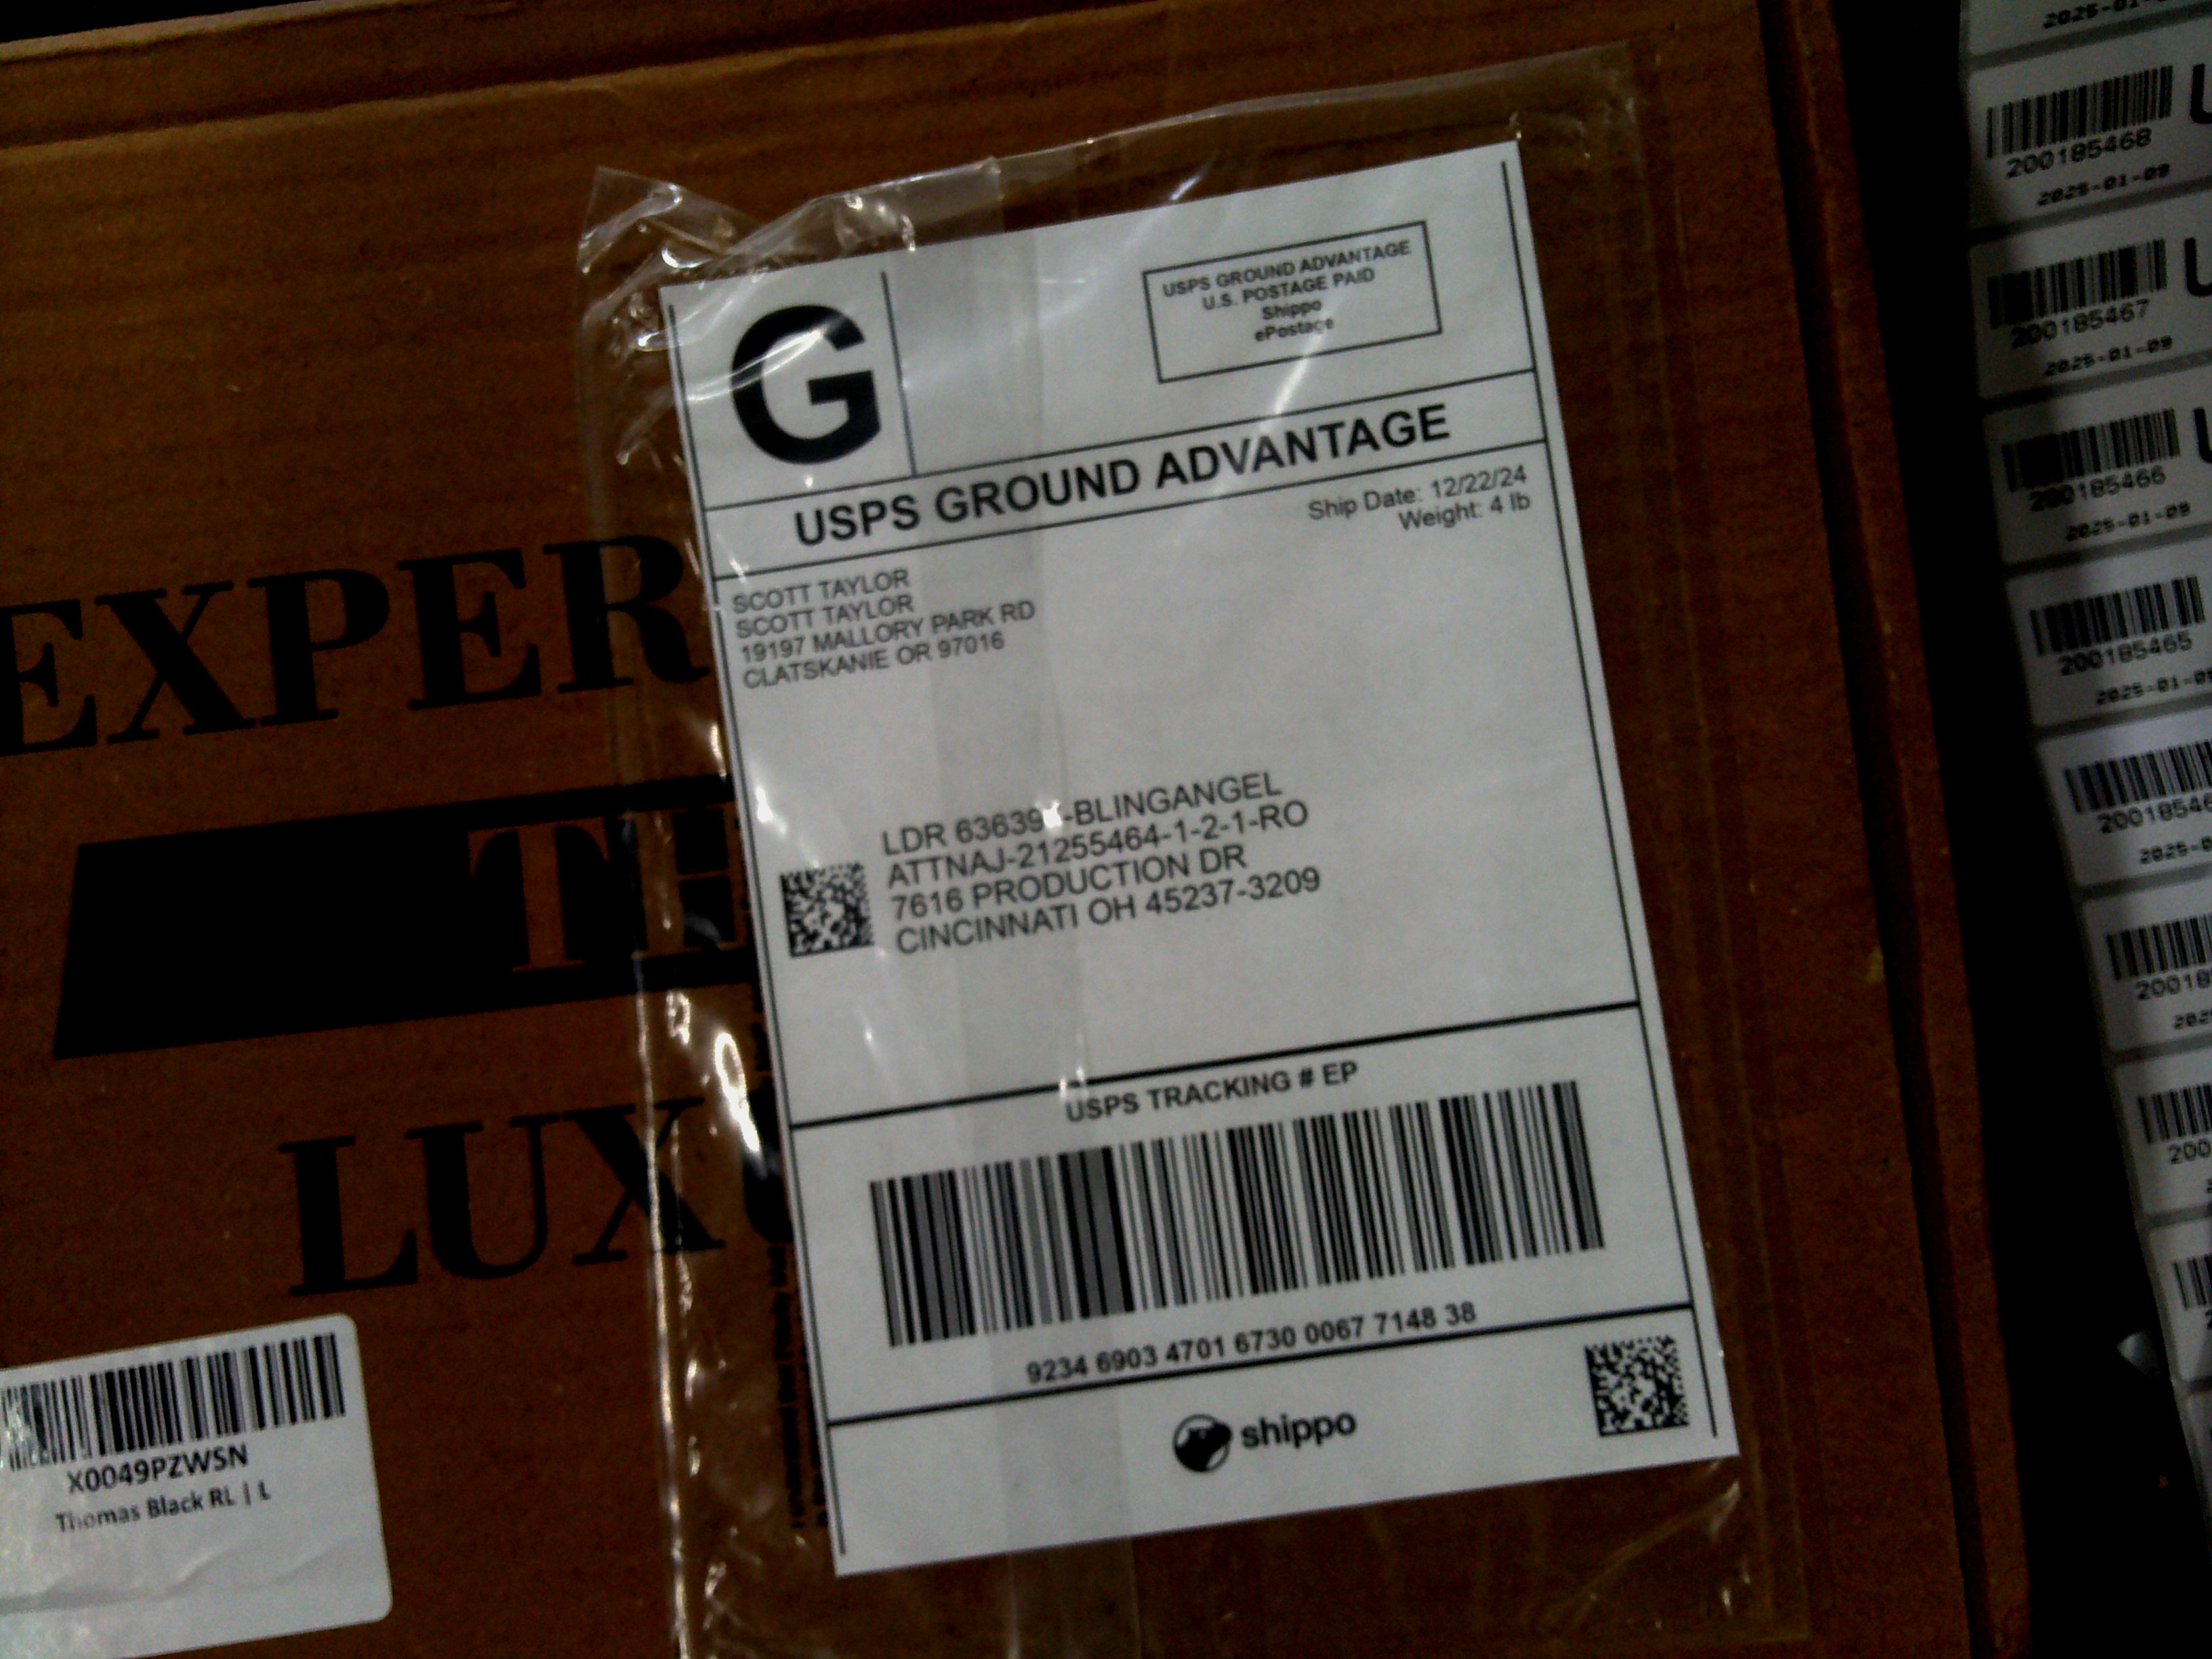 EXPER
TH
LUX
G
USPS GROUND ADVANTAGE
U.S. POSTAGE PAID
Shippo
ePostage
USPS GROUND ADVANTAGE
Ship Date: 12/22/24
Weight: 4 lb
SCOTT TAYLOR
SCOTT TAYLOR
19197 MALLORY PARK RD
CLATSKANIE OR 97016
ATTNAJ-21255464-1-2-1-RO
7616 PRODUCTION DR
CINCINNATI OH 45237-3209
USPS TRACKING # EP
9234 6903 4701 6730 0067 7148 38
shippo
X0049PZWSN
Thomas Black RL | L
200185468
2025-01-09
200185467
2025-01-09
200185466
2025-01-09
200185465